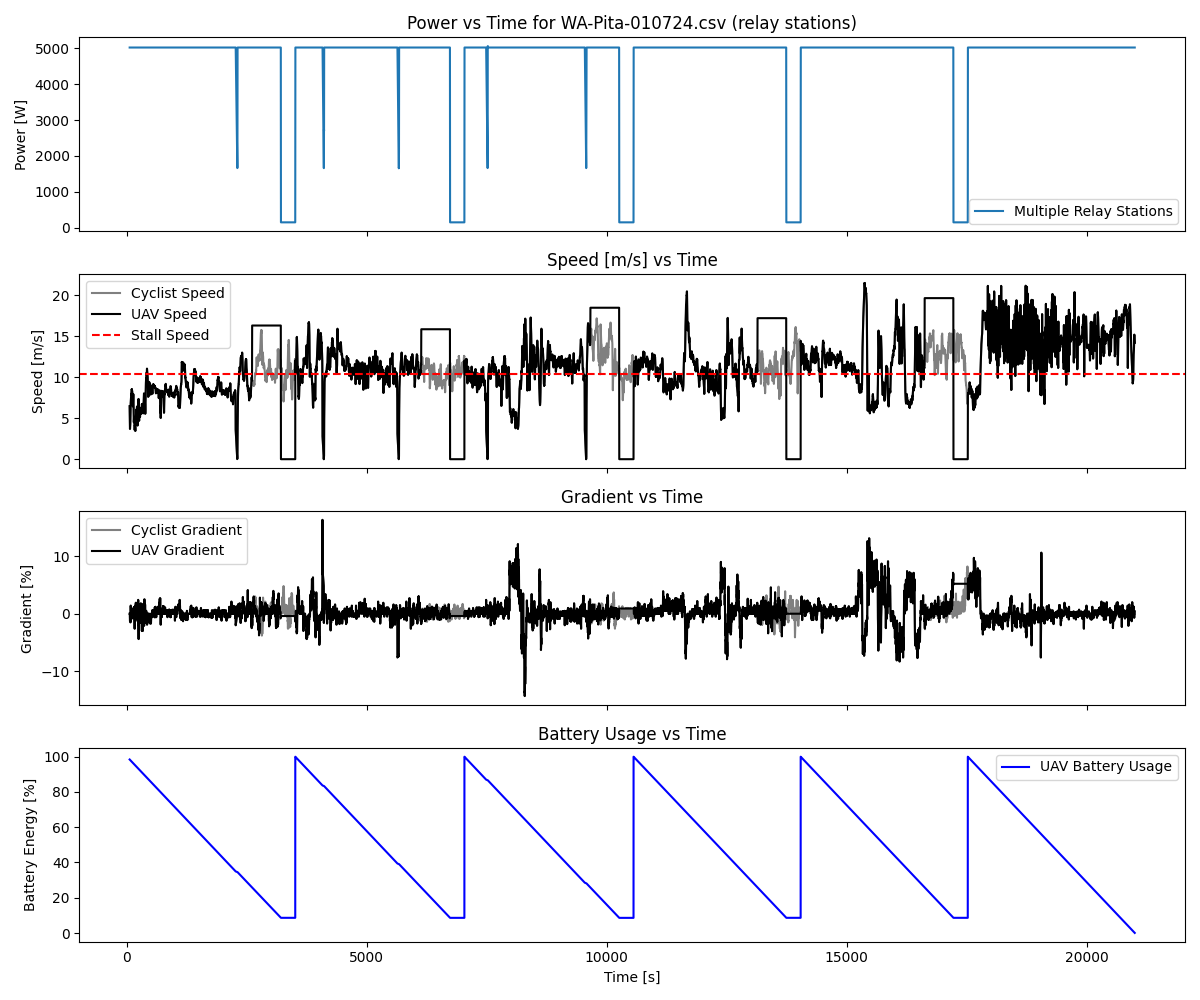 Power vs Time for WA-Pita-010724.csv (relay stations)
5000
4000
3000
2000
1000
0
Power [W]
Multiple Relay Stations
Speed [m/s] vs Time
20
15
10
5
0
Speed [m/s]
Cyclist Speed
UAV Speed
Stall Speed
Gradient vs Time
10
0
−10
Gradient [%]
Cyclist Gradient
UAV Gradient
Battery Usage vs Time
100
80
60
40
20
0
Battery Energy [%]
UAV Battery Usage
0 5000 10000 15000 20000
Time [s]